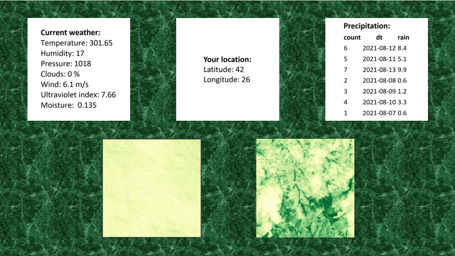 Current weather:
Temperature: 301.65
Humidity: 17
Pressure: 1018
Clouds: 0 %
Wind: 6.1 m/s
Ultraviolet index: 7.66
Moisture: 0.135
Your location:
Latitude: 42
Longitude: 26
Precipitation:
count dt rain
6 2021-08-12 8.4
5 2021-08-11 5.1
7 2021-08-13 9.9
2 2021-08-08 0.6
3 2021-08-09 1.2
4 2021-08-10 3.3
1 2021-08-07 0.6